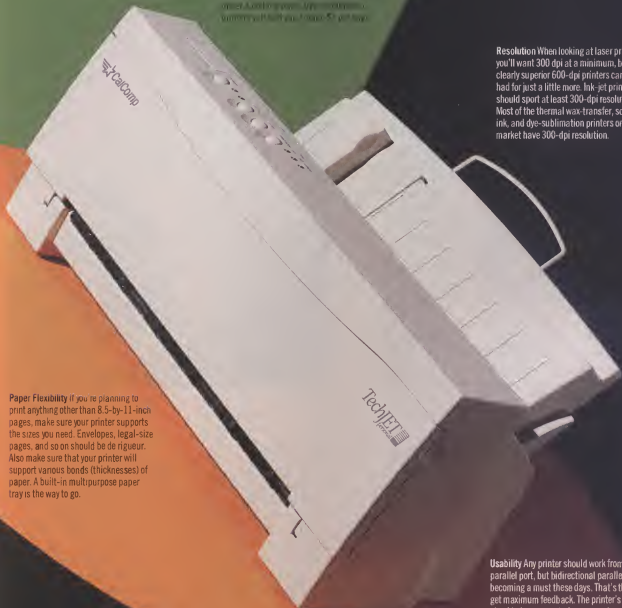 Resolution When looking at laser pr
you'll want 300 dpi at a minimum, b
clearly superior 600-dpi printers can
had for just a little more. Ink-jet prin
should sport at least 300-dpi resolu
Most of the thermal wax-transfer, so
ink, and dye-sublimation printers on
market have 300-dpi resolution.
CalComp
TechJET
Paper Flexibility If you're planning to
print anything other than 8.5-by-11-inch
pages, make sure your printer supports
the sizes you need. Envelopes, legal-size
pages, and so on should be de rigueur.
Also make sure that your printer will
support various bonds (thicknesses) of
paper. A built-in multipurpose paper
tray is the way to go.
Usability Any printer should work from
parallel port, but bidirectional paralle
becoming a must these days. That's th
get maximum feedback. The printer's